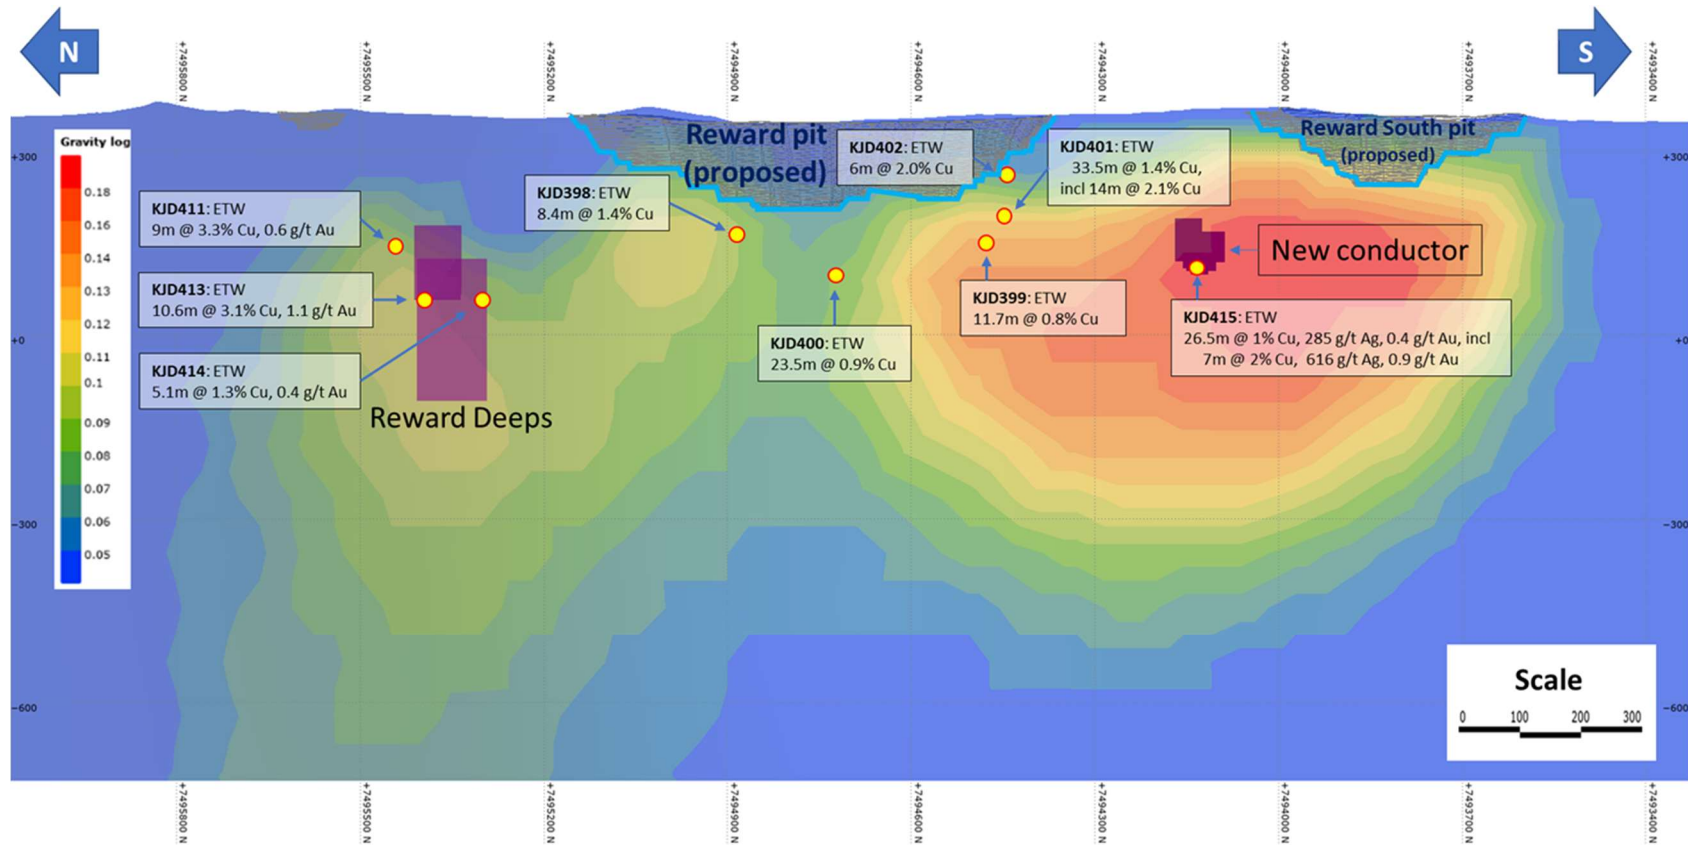 N
S
+7495800 N
+7495500 N
+7495200 N
+7494900 N
+7494600 N
+7494300 N
+7494000 N
+7493700 N
+7493400 N
Gravity log
0.18
0.16
0.14
0.13
0.12
0.11
0.1
0.09
0.08
0.07
0.06
0.05
+300
+0
−300
−600
+300
+0
−300
−600
Reward pit
(proposed)
Reward South pit
(proposed)
KJD402: ETW
6m @ 2.0% Cu
KJD401: ETW
33.5m @ 1.4% Cu,
incl 14m @ 2.1% Cu
KJD398: ETW
8.4m @ 1.4% Cu
KJD411: ETW
9m @ 3.3% Cu, 0.6 g/t Au
New conductor
KJD413: ETW
10.6m @ 3.1% Cu, 1.1 g/t Au
KJD399: ETW
11.7m @ 0.8% Cu
KJD415: ETW
26.5m @ 1% Cu, 285 g/t Ag, 0.4 g/t Au, incl
7m @ 2% Cu, 616 g/t Ag, 0.9 g/t Au
KJD400: ETW
23.5m @ 0.9% Cu
KJD414: ETW
5.1m @ 1.3% Cu, 0.4 g/t Au
Reward Deeps
Scale
0 100 200 300
+7495800 N
+7495500 N
+7495200 N
+7494900 N
+7494600 N
+7494300 N
+7494000 N
+7493700 N
+7493400 N